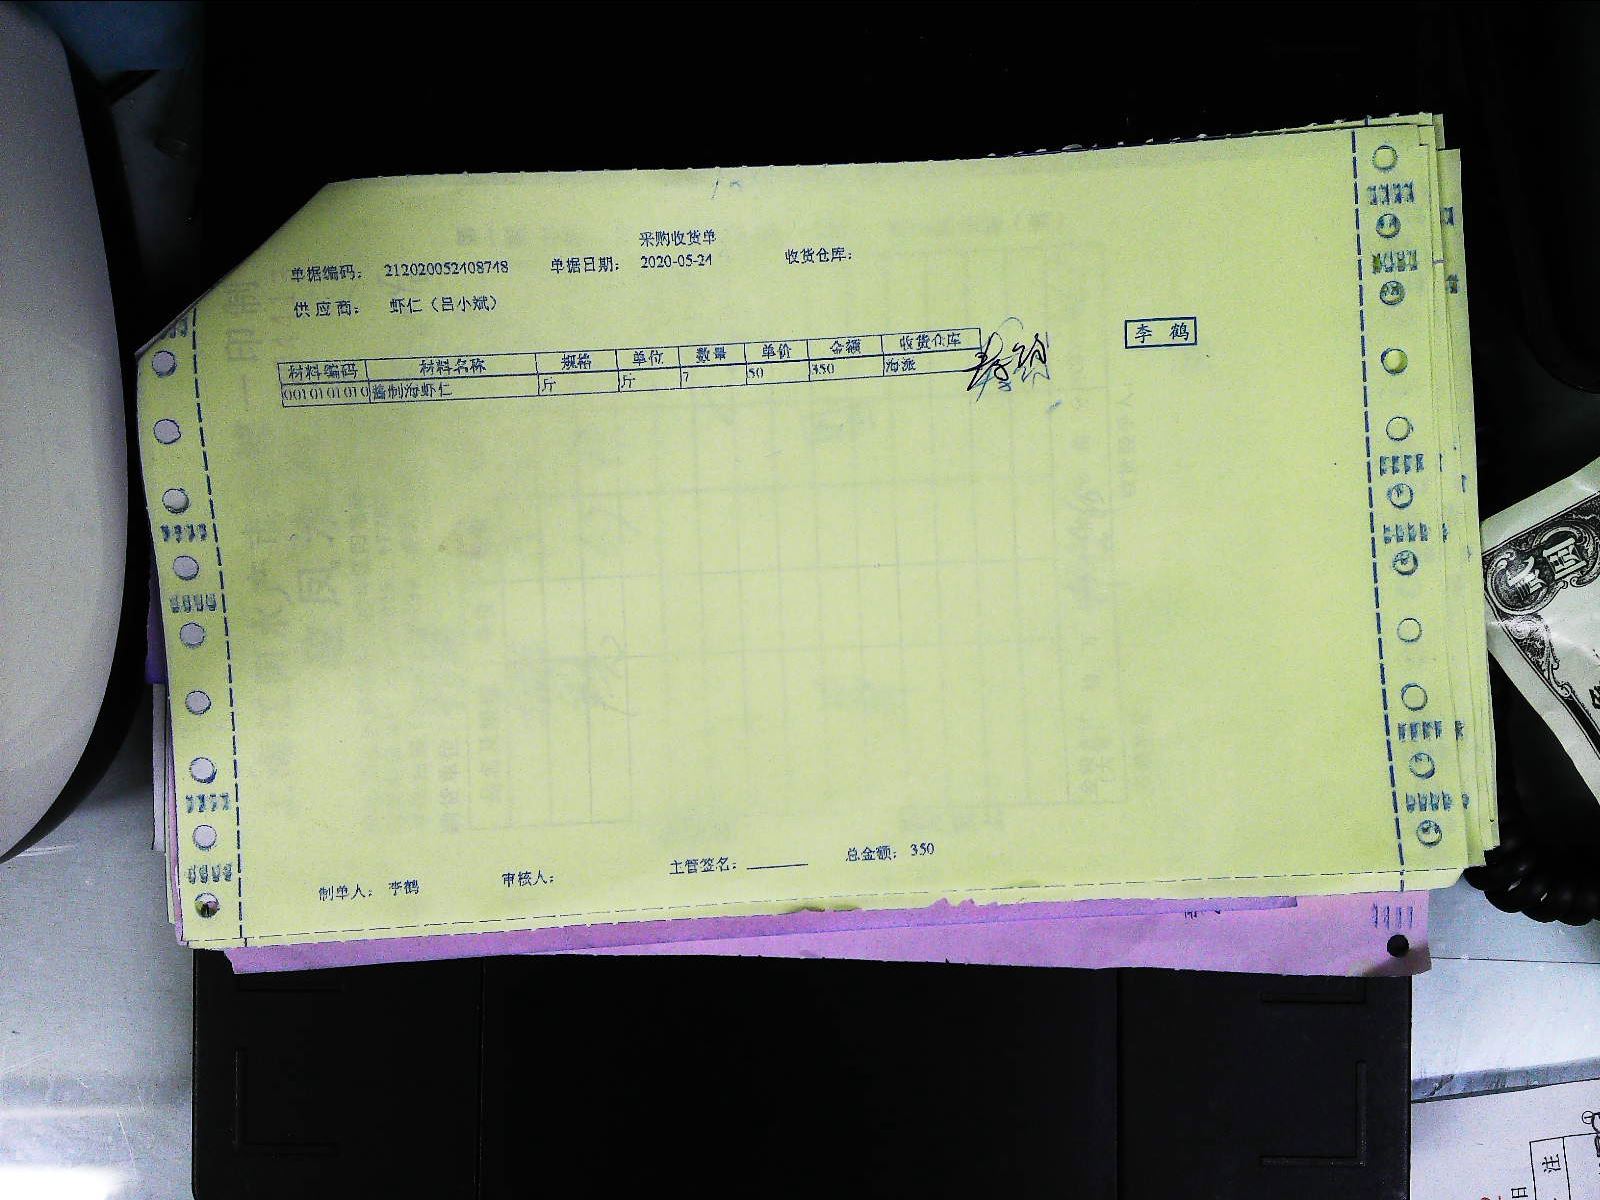 采购收货单
单据编码： 212020052408748 单据日期： 2020-05-24 收货仓库：
供 应 商： 虾仁（吕小斌）
李 鹤
材料编码 材料名称 规格 单位 数量 单价 金额 收货仓库
0010101010 酱制海虾仁 斤 斤 7 50 350 海派
制单人： 李鹤 审核人： 主管签名： 总金额： 350
日
注